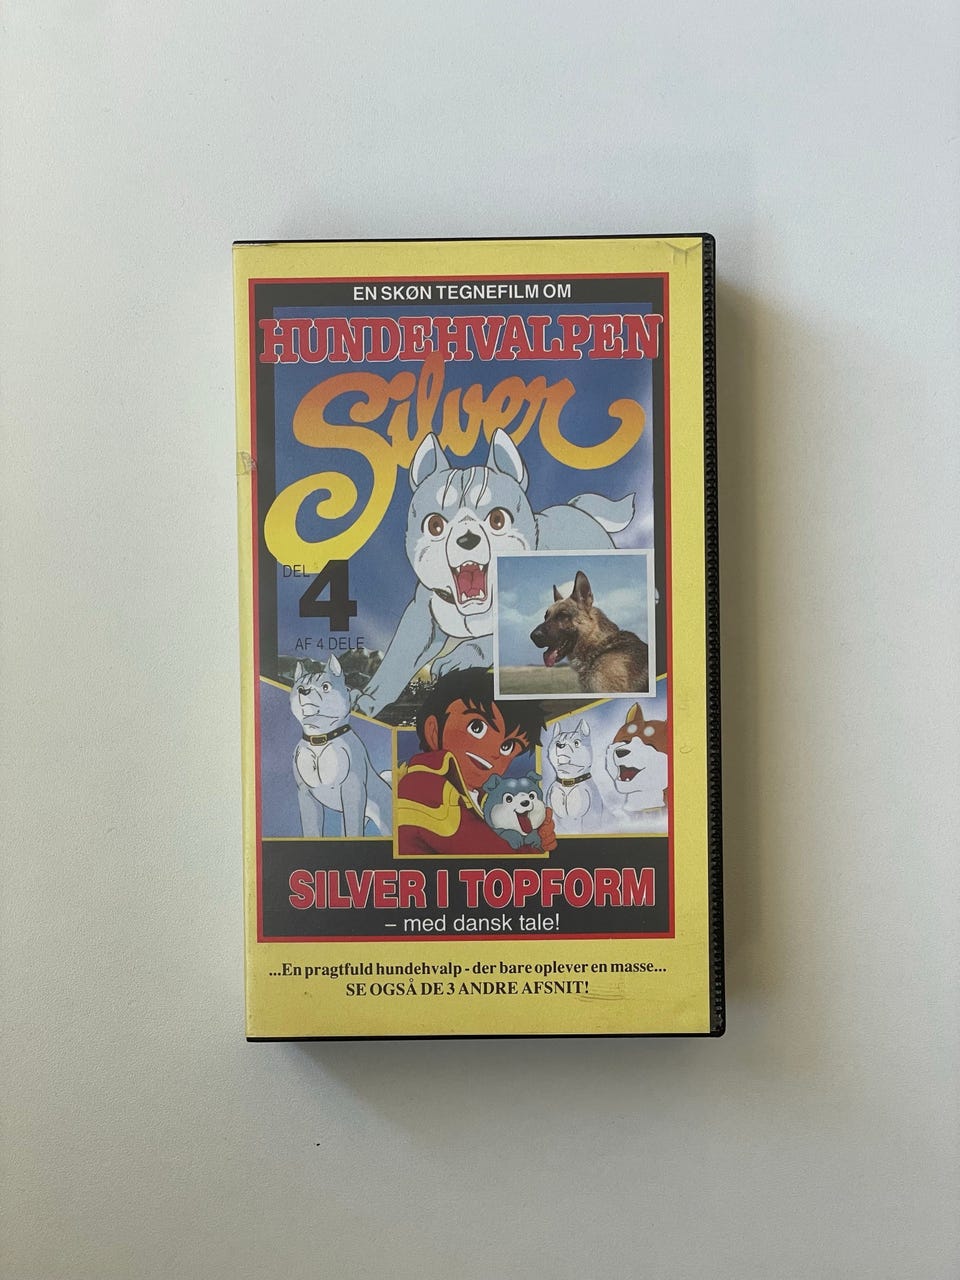 EN SKØN TEGNEFILM OM
HUNDEHVALPEN
Silver
DEL
4
AF 4 DELE
SILVER I TOPFORM
– med dansk tale!
...En pragtfuld hundehvalp - der bare oplever en masse...
SE OGSÅ DE 3 ANDRE AFSNIT!